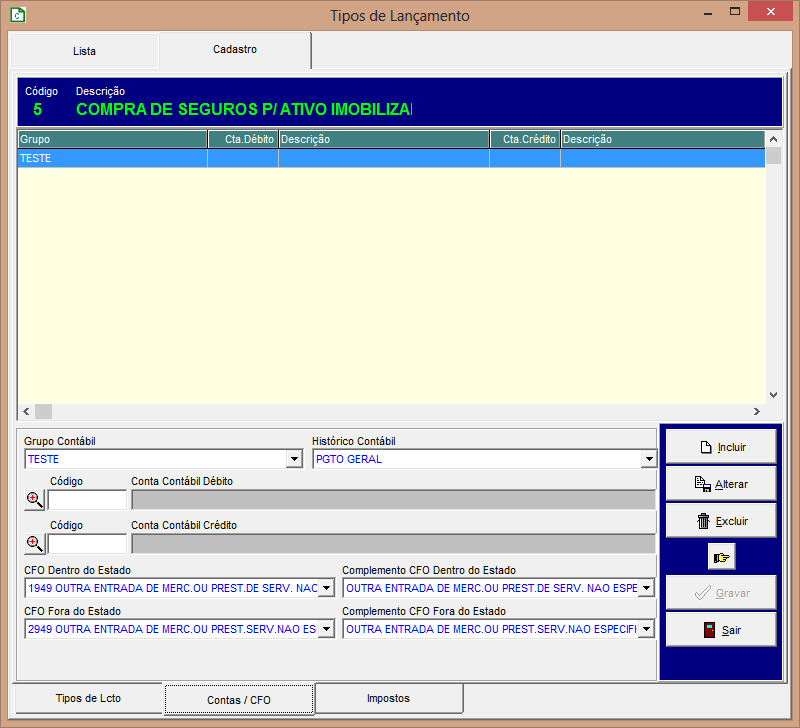 Tipos de Lançamento
Lista
Cadastro
Código
Descrição
5
COMPRA DE SEGUROS P/ ATIVO IMOBILIZA
Grupo
Cta.Débito
Descrição
Cta.Crédito
Descrição
TESTE
Grupo Contábil
Histórico Contábil
TESTE
PGTO GERAL
Código
Conta Contábil Débito
Código
Conta Contábil Crédito
CFO Dentro do Estado
Complemento CFO Dentro do Estado
1949 OUTRA ENTRADA DE MERC.OU PREST.DE SERV. NAC
OUTRA ENTRADA DE MERC.OU PREST.DE SERV. NAO ESPE
CFO Fora do Estado
Complemento CFO Fora do Estado
2949 OUTRA ENTRADA DE MERC.OU PREST.SERV.NAO ES
OUTRA ENTRADA DE MERC.OU PREST.SERV.NAO ESPECIFI
Incluir
Alterar
Excluir
Gravar
Sair
Tipos de Lcto
Contas / CFO
Impostos